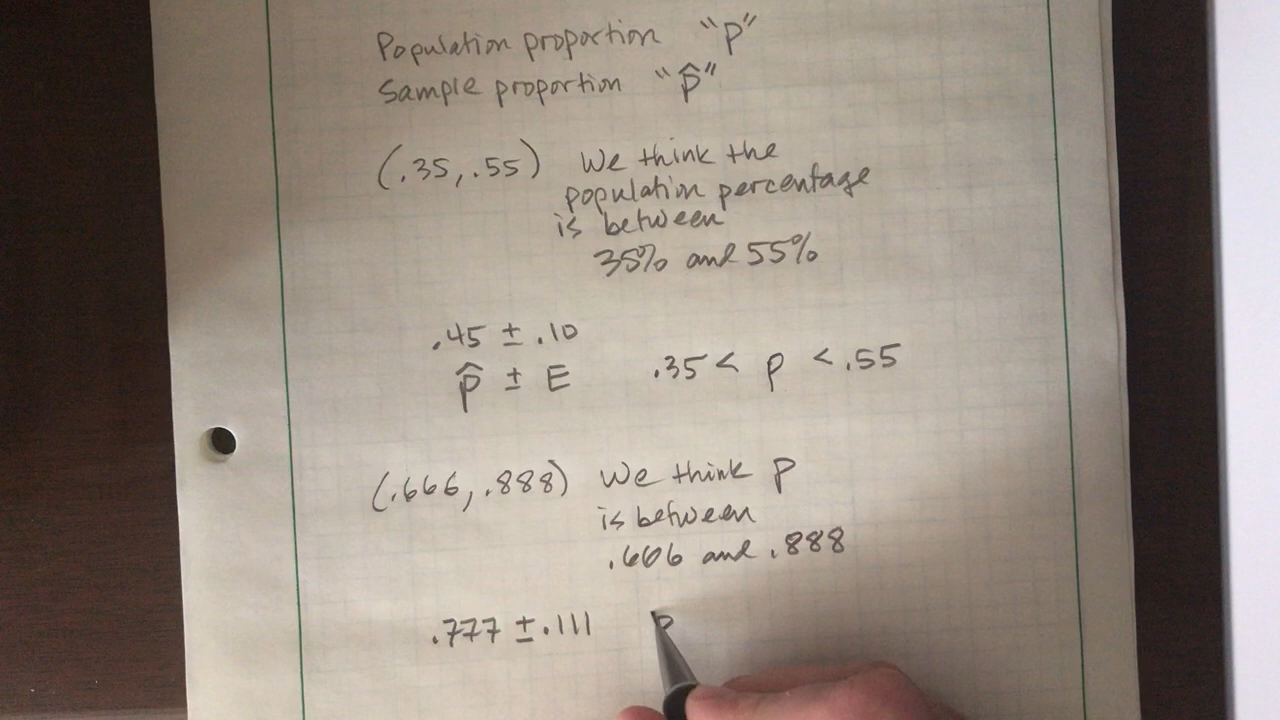 Population proportion "p"
Sample proportion "p̂"
(.35, .55) We think the
population percentage
is between
35% and 55%
.45 ± .10
p̂ ± E .35 < p < .55
(.666, .888) We think p
is between
.666 and .888
.777 ± .111 p